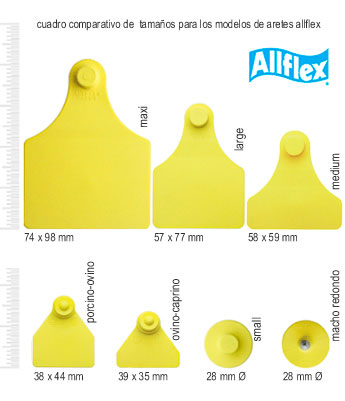 cuadro comparativo de tamaños para los modelos de aretes allflex
Allflex®
maxi
large
medium
74 x 98 mm
57 x 77 mm
58 x 59 mm
porcino-ovino
ovino-caprino
small
macho redondo
38 x 44 mm
39 x 35 mm
28 mm Ø
28 mm Ø